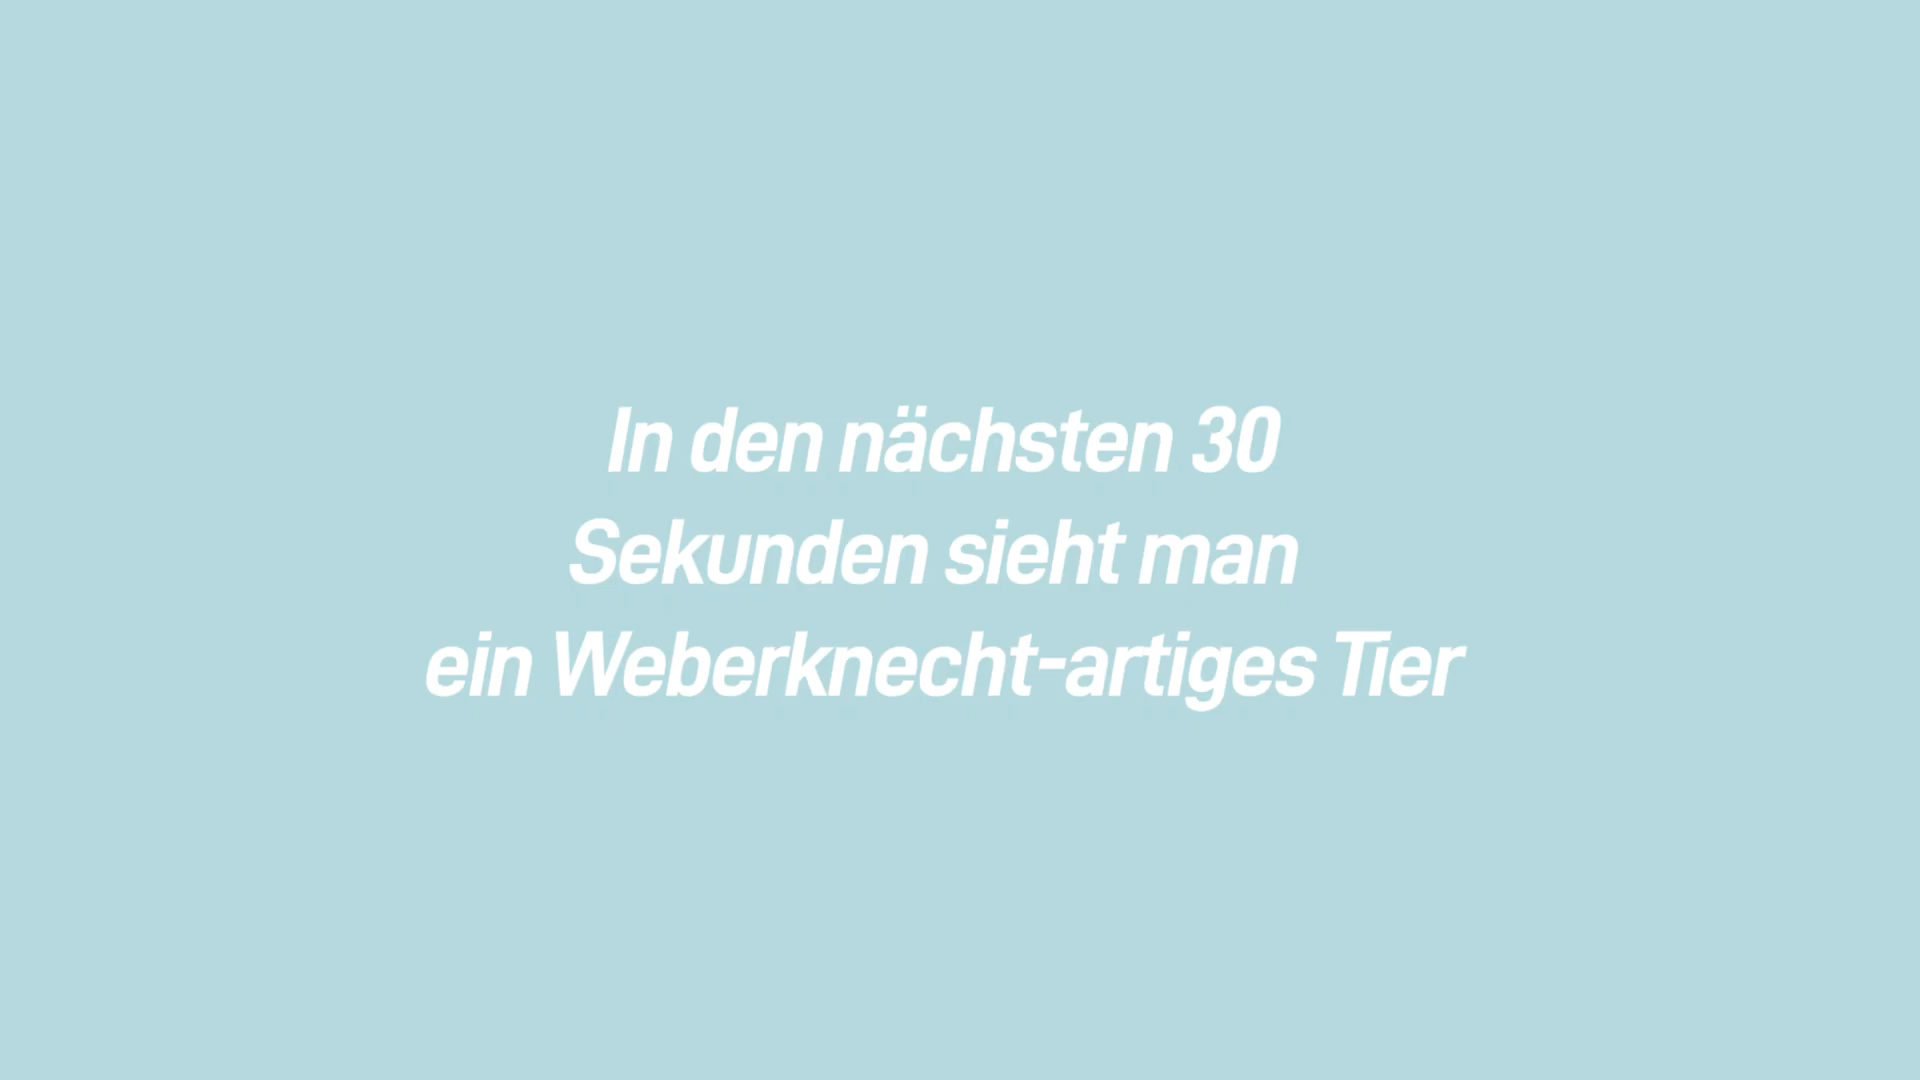 In den nächsten 30
Sekunden sieht man
ein Weberknecht-artiges Tier